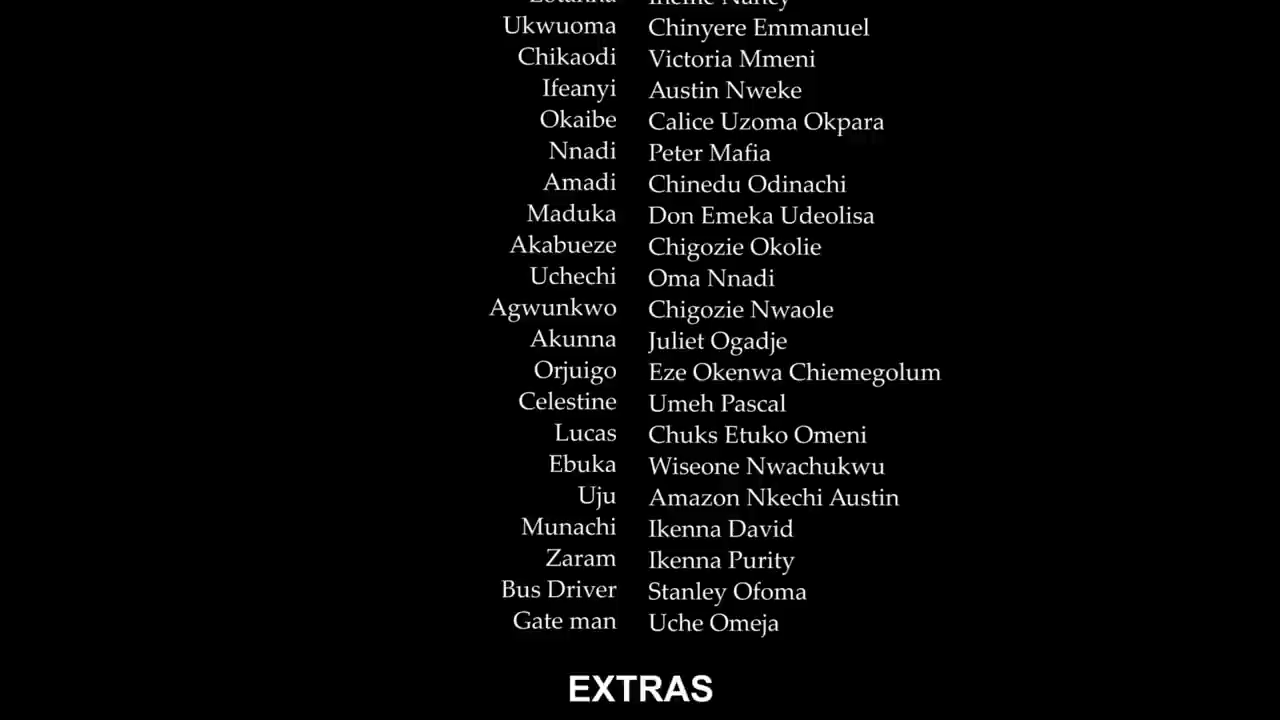 Ukwuoma Chinyere Emmanuel
Chikaodi Victoria Mmeni
Ifeanyi Austin Nweke
Okaibe Calice Uzoma Okpara
Nnadi Peter Mafia
Amadi Chinedu Odinachi
Maduka Don Emeka Udeolisa
Akabueze Chigozie Okolie
Uchechi Oma Nnadi
Agwunkwo Chigozie Nwaole
Akunna Juliet Ogadje
Orjuigo Eze Okenwa Chiemegolum
Celestine Umeh Pascal
Lucas Chuks Etuko Omeni
Ebuka Wiseone Nwachukwu
Uju Amazon Nkechi Austin
Munachi Ikenna David
Zaram Ikenna Purity
Bus Driver Stanley Ofoma
Gate man Uche Omeja
EXTRAS